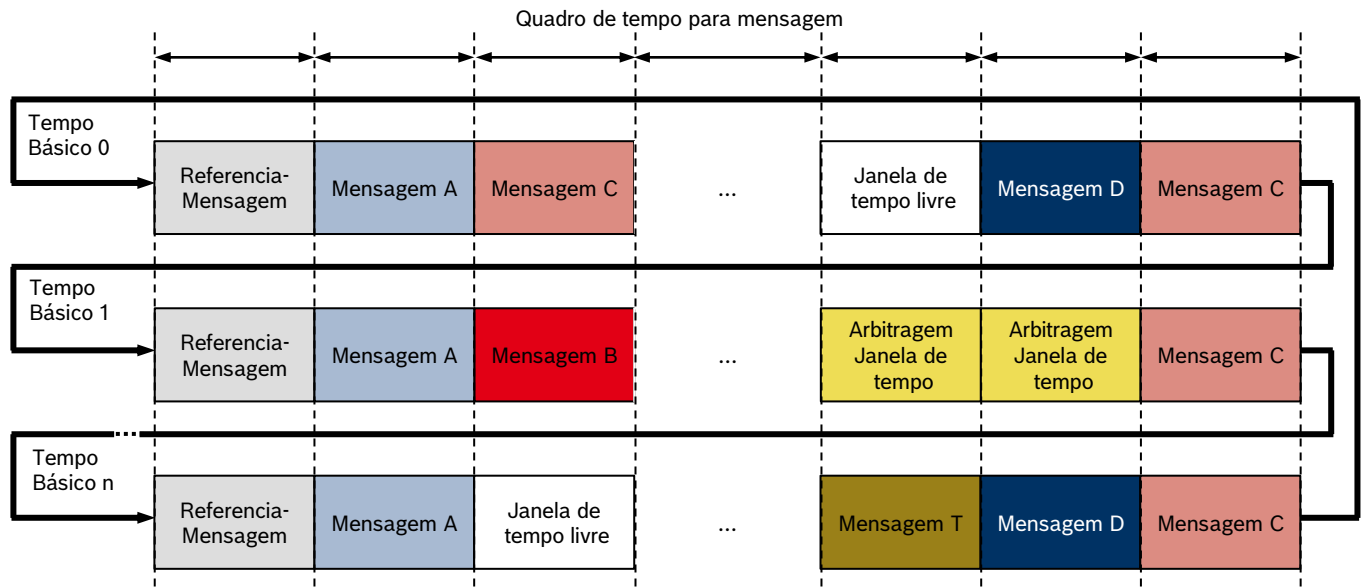 Quadro de tempo para mensagem
Tempo
Básico 0
Referencia-
Mensagem
Mensagem A
Mensagem C
...
Janela de
tempo livre
Mensagem D
Mensagem C
Tempo
Básico 1
Referencia-
Mensagem
Mensagem A
Mensagem B
...
Arbitragem
Janela de
tempo
Arbitragem
Janela de
tempo
Mensagem C
Tempo
Básico n
Referencia-
Mensagem
Mensagem A
Janela de
tempo livre
...
Mensagem T
Mensagem D
Mensagem C